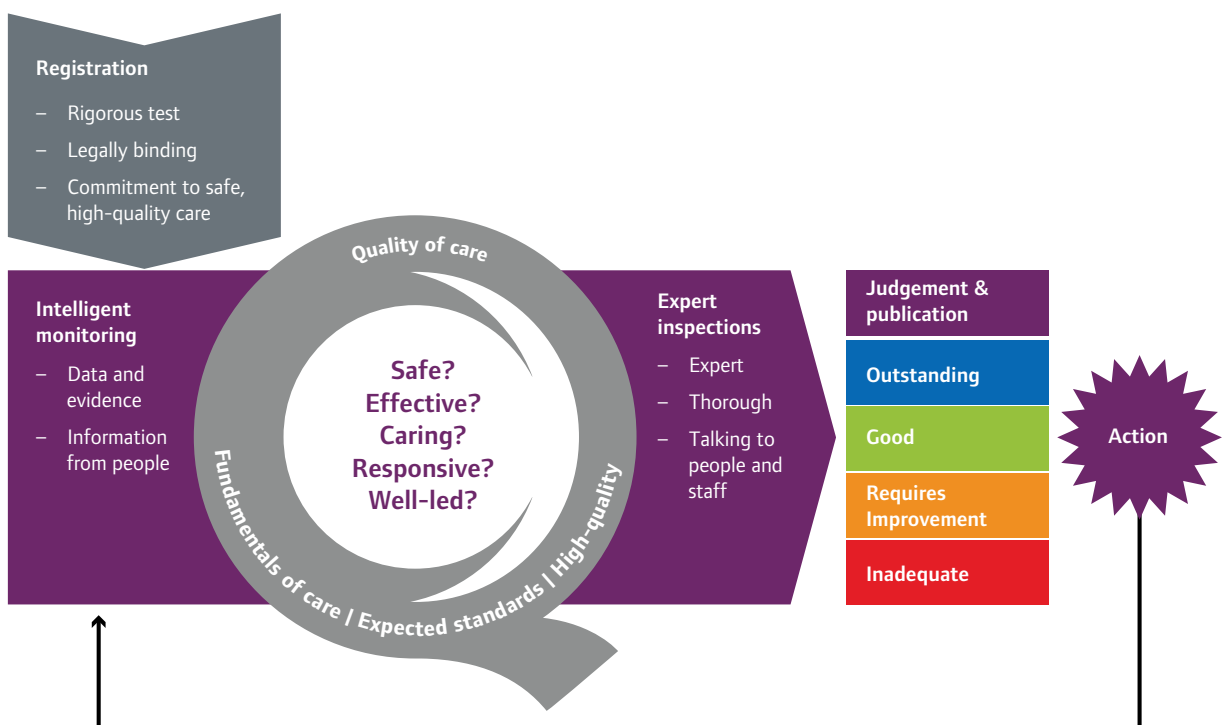 Registration
– Rigorous test
– Legally binding
– Commitment to safe,
high-quality care
Intelligent
monitoring
– Data and
evidence
– Information
from people
Quality of care
Safe?
Effective?
Caring?
Responsive?
Well-led?
Fundamentals of care | Expected standards | High-quality
Expert
inspections
– Expert
– Thorough
– Talking to
people and
staff
Judgement &
publication
Outstanding
Good
Requires
Improvement
Inadequate
Action